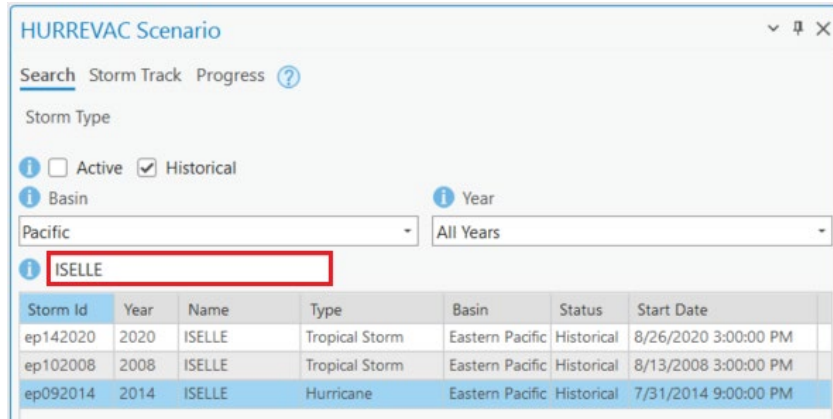 HURREVAC Scenario
Search Storm Track Progress ?
Storm Type
Active Historical
Basin Year
Pacific All Years
ISELLE
Storm Id Year Name Type Basin Status Start Date
ep142020 2020 ISELLE Tropical Storm Eastern Pacific Historical 8/26/2020 3:00:00 PM
ep102008 2008 ISELLE Tropical Storm Eastern Pacific Historical 8/13/2008 3:00:00 PM
ep092014 2014 ISELLE Hurricane Eastern Pacific Historical 7/31/2014 9:00:00 PM